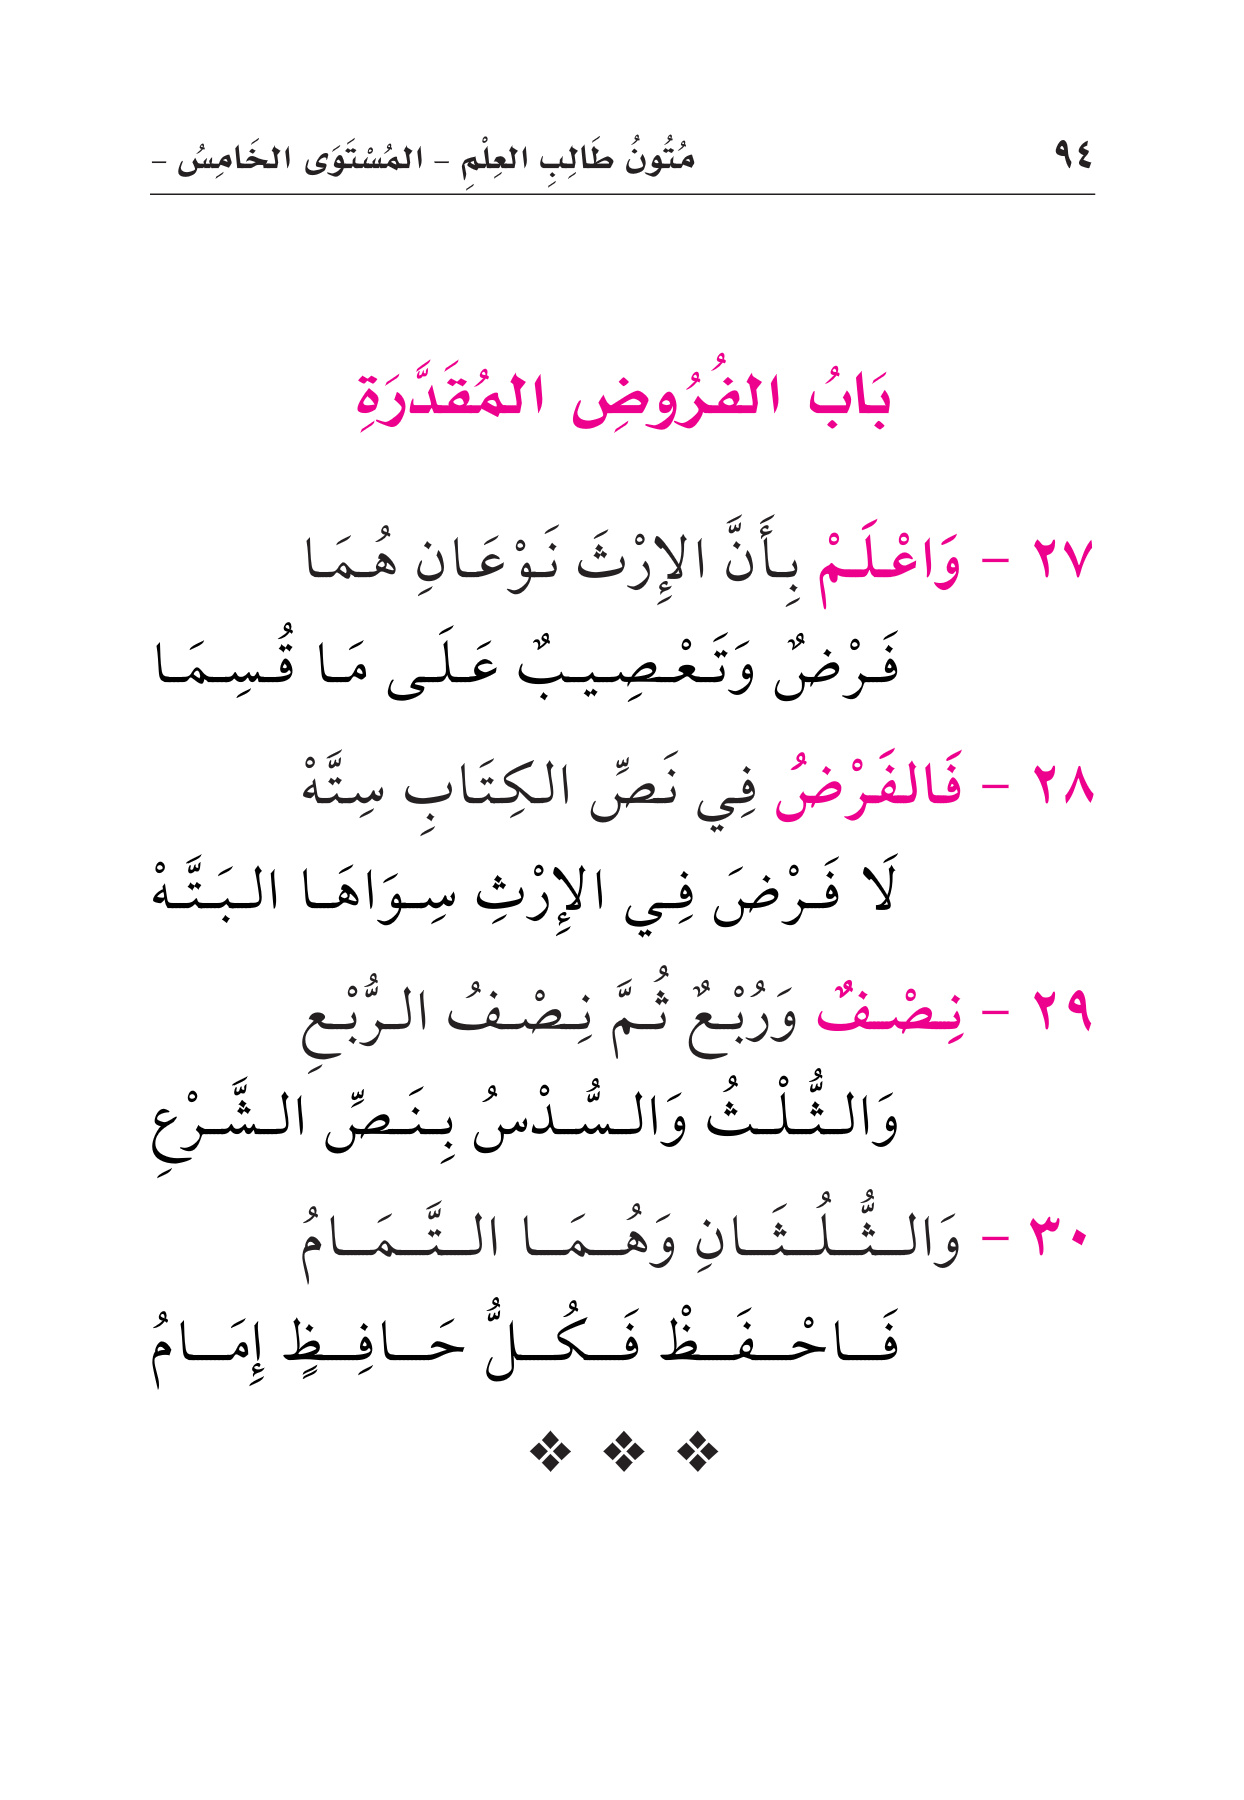 ٩٤ مُتُونُ طَالِبِ العِلْمِ - المُسْتَوَى الخَامِسُ -
بَابُ الفُرُوضِ المُقَدَّرَةِ
٢٧ - وَاعْلَمْ بِأَنَّ الإِرْثَ نَوْعَانِ هُمَا
فَرْضٌ وَتَعْصِيبٌ عَلَى مَا قُسِمَا
٢٨ - فَالفَرْضُ فِي نَصِّ الكِتَابِ سِتَّهْ
لَا فَرْضَ فِي الإِرْثِ سِوَاهَا البَتَّهْ
٢٩ - نِصْفٌ وَرُبْعٌ ثُمَّ نِصْفُ الرُّبْعِ
وَالثُّلْثُ وَالسُّدْسُ بِنَصِّ الشَّرْعِ
٣٠ - وَالثُّلُثَانِ وَهُمَا التَّمَامُ
فَاحْفَظْ فَكُلُّ حَافِظٍ إِمَامُ